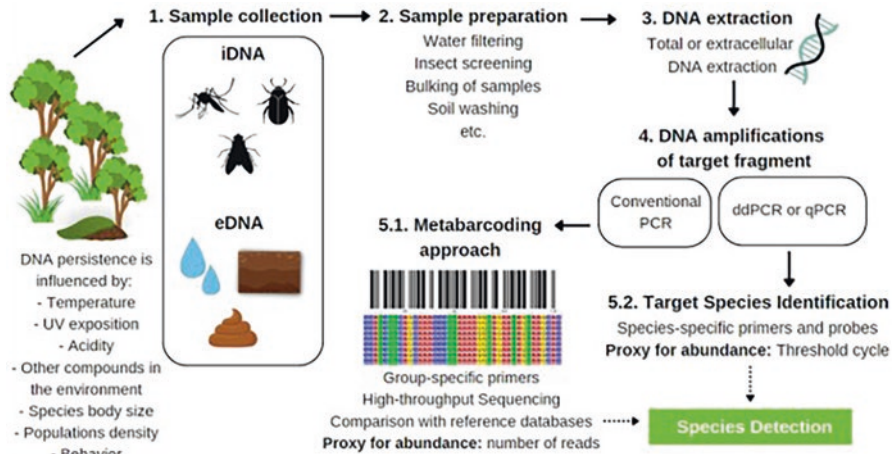 1. Sample collection
iDNA
eDNA
DNA persistence is
influenced by:
- Temperature
- UV exposition
- Acidity
- Other compounds in
the environment
- Species body size
- Populations density
- Behavior
2. Sample preparation
Water filtering
Insect screening
Bulking of samples
Soil washing
etc.
3. DNA extraction
Total or extracellular
DNA extraction
4. DNA amplifications
of target fragment
Conventional
PCR
ddPCR or qPCR
5.1. Metabarcoding
approach
Group-specific primers
High-throughput Sequencing
Comparison with reference databases
Proxy for abundance: number of reads
5.2. Target Species Identification
Species-specific primers and probes
Proxy for abundance: Threshold cycle
Species Detection